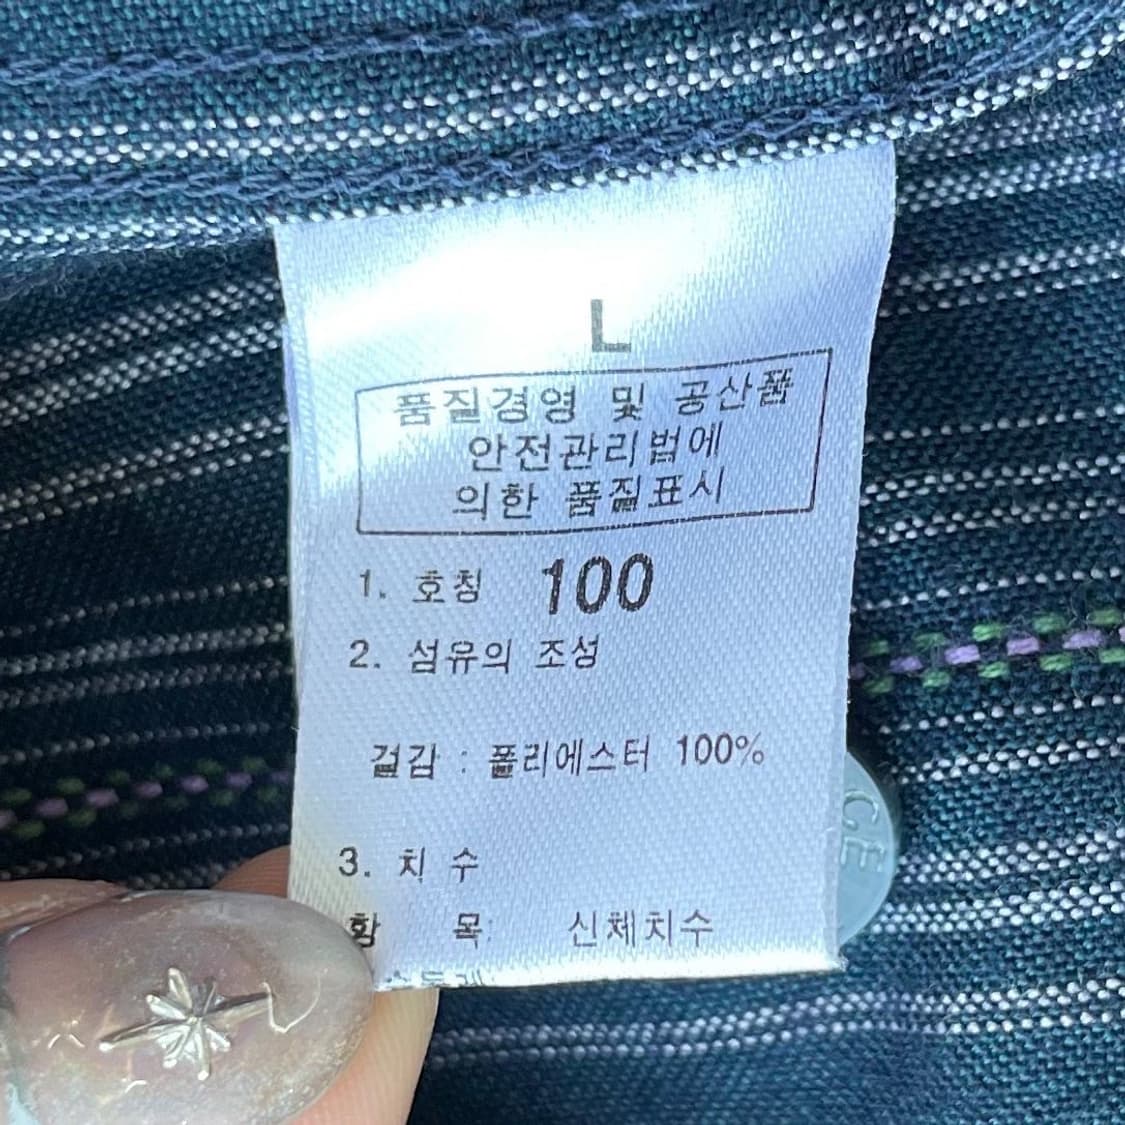 L
품질경영 및 공산품
안전관리법에
의한 품질표시
1. 호칭 100
2. 섬유의 조성
겉감 : 폴리에스터 100%
3. 치 수
항 목: 신체치수